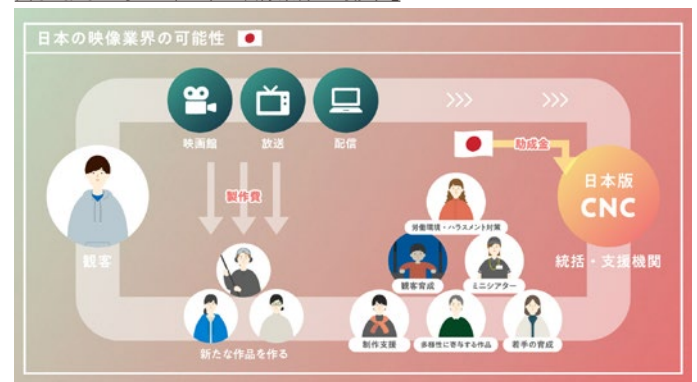 日本の映像業界の可能性
映画館
放送
配信
助成金
日本版
CNC
製作費
労働環境・ハラスメント対策
観客
観客育成
ミニシアター
統括・支援機関
新たな作品を作る
制作支援
多様性に寄与する作品
若手の育成